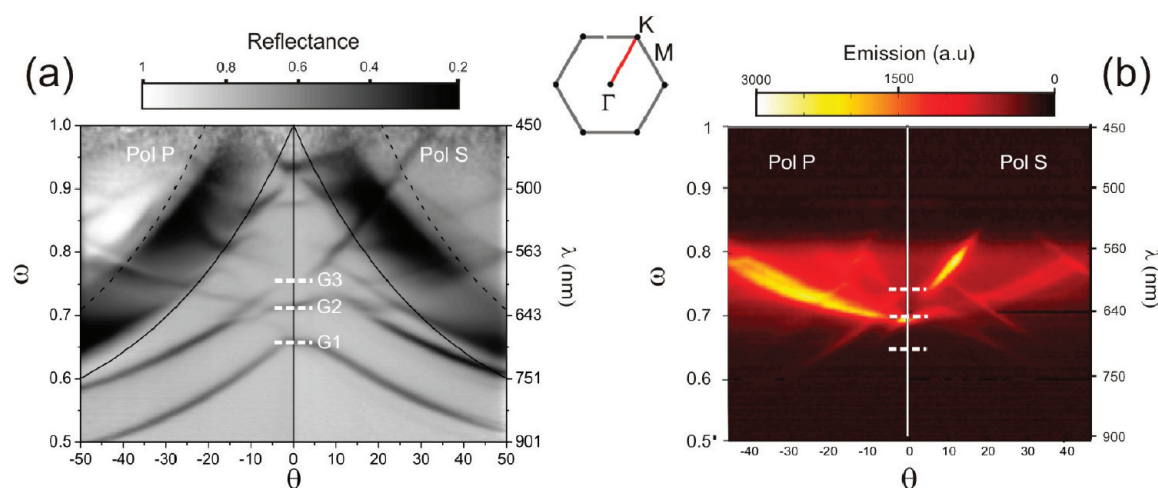 (a)
Reflectance
1 0.8 0.6 0.4 0.2
Pol P
Pol S
1.0
0.9
0.8
0.7
0.6
0.5
ω
450
500
563
643
751
901
λ (nm)
G3
G2
G1
-50 -40 -30 -20 -10 0 10 20 30 40 50
θ
K
M
Γ
(b)
Emission (a.u)
3000 1500 0
Pol P
Pol S
1
0.9
0.8
0.7
0.6
0.5
ω
450
500
560
640
750
900
λ (nm)
-40 -30 -20 -10 0 10 20 30 40
θ